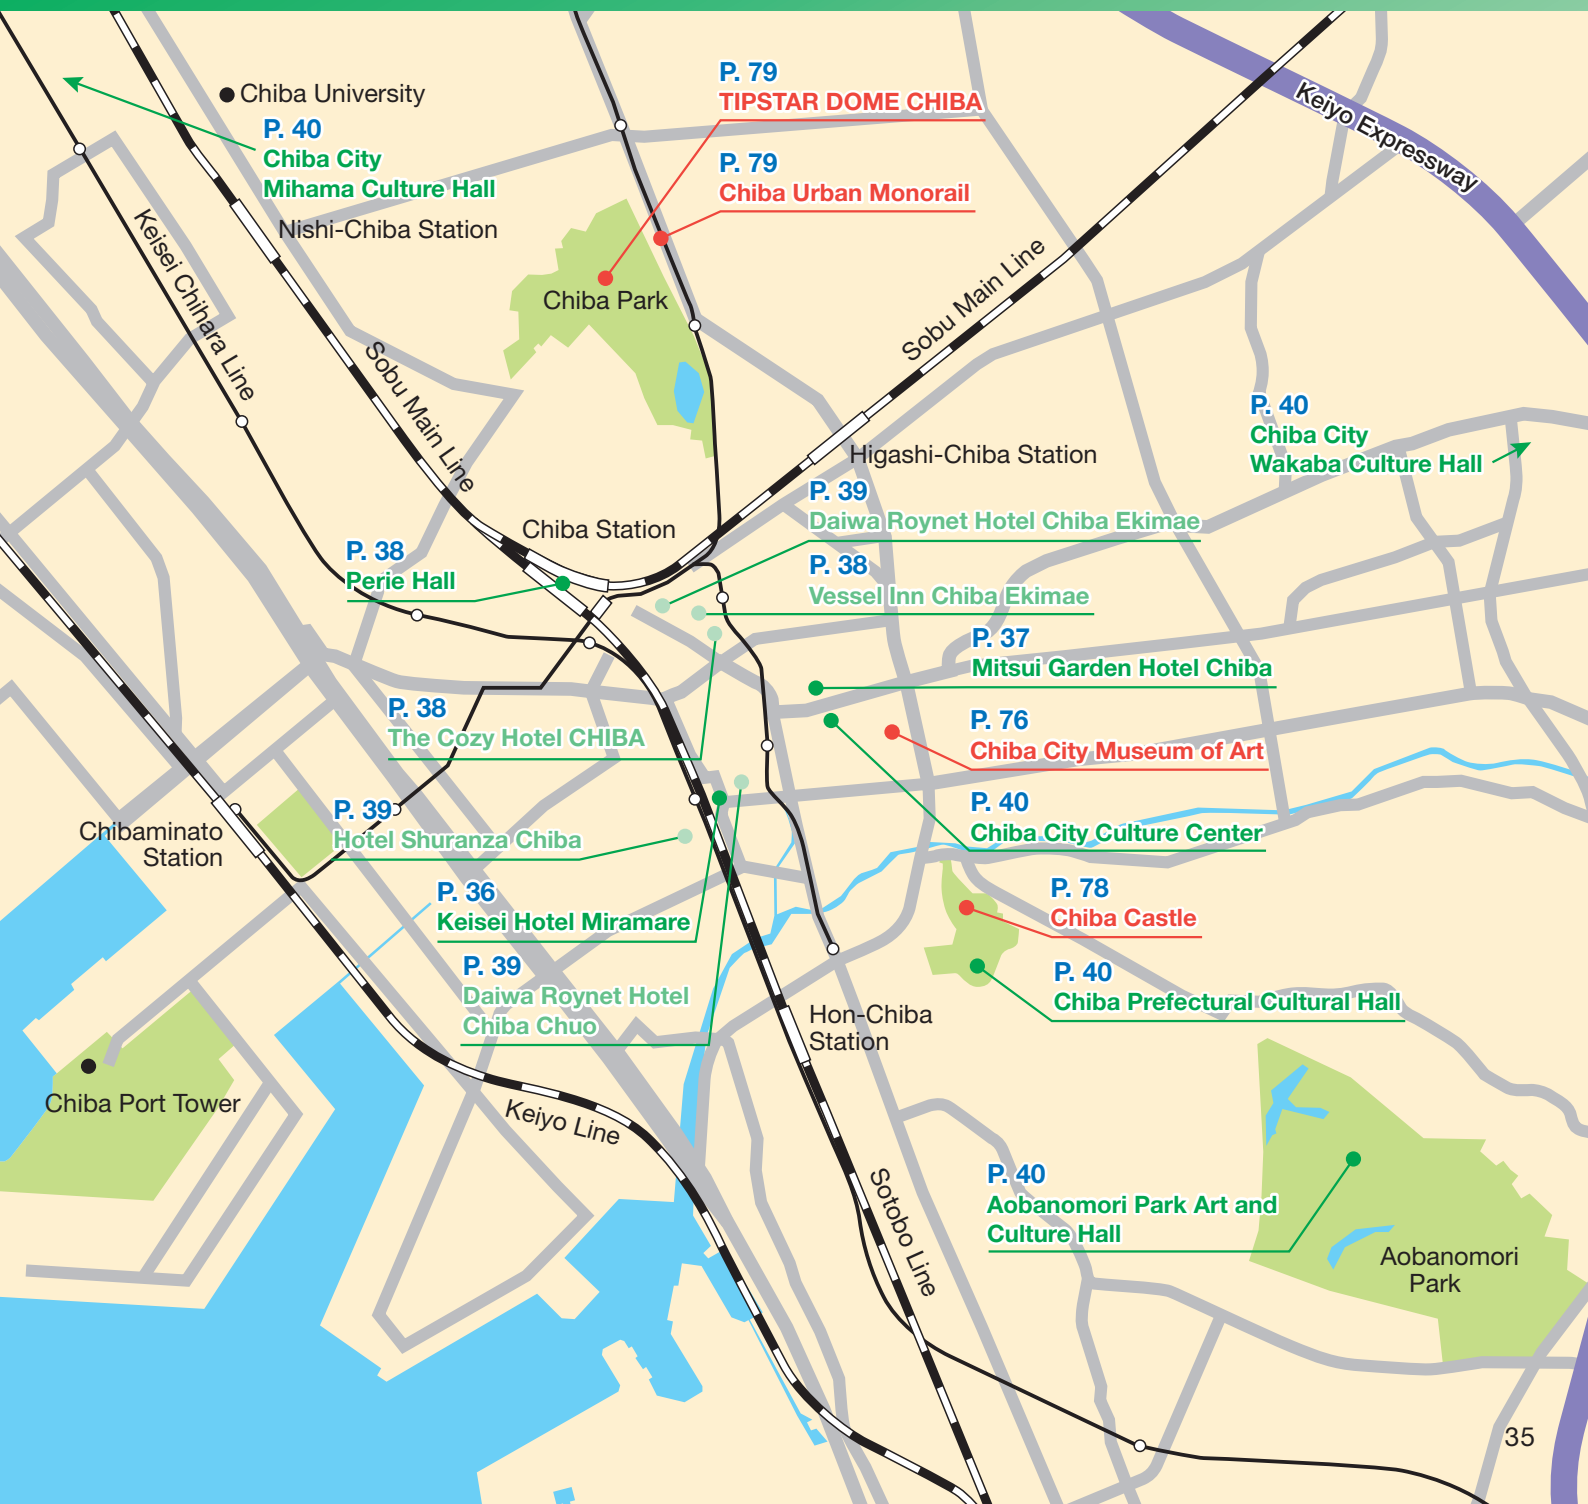 P. 79
TIPSTAR DOME CHIBA
Chiba University
Keiyo Expressway
P. 40
Chiba City
Mihama Culture Hall
P. 79
Chiba Urban Monorail
Nishi-Chiba Station
Keisei Chihara Line
Chiba Park
Sobu Main Line
Sobu Main Line
P. 40
Chiba City
Wakaba Culture Hall
Higashi-Chiba Station
P. 39
Daiwa Roynet Hotel Chiba Ekimae
Chiba Station
P. 38
Perie Hall
P. 38
Vessel Inn Chiba Ekimae
P. 37
Mitsui Garden Hotel Chiba
P. 38
The Cozy Hotel CHIBA
P. 76
Chiba City Museum of Art
P. 39
Hotel Shuranza Chiba
P. 40
Chiba City Culture Center
Chibaminato
Station
P. 36
Keisei Hotel Miramare
P. 78
Chiba Castle
P. 39
Daiwa Roynet Hotel
Chiba Chuo
P. 40
Chiba Prefectural Cultural Hall
Hon-Chiba
Station
Chiba Port Tower
Keiyo Line
Sotobo Line
P. 40
Aobanomori Park Art and
Culture Hall
Aobanomori
Park
35